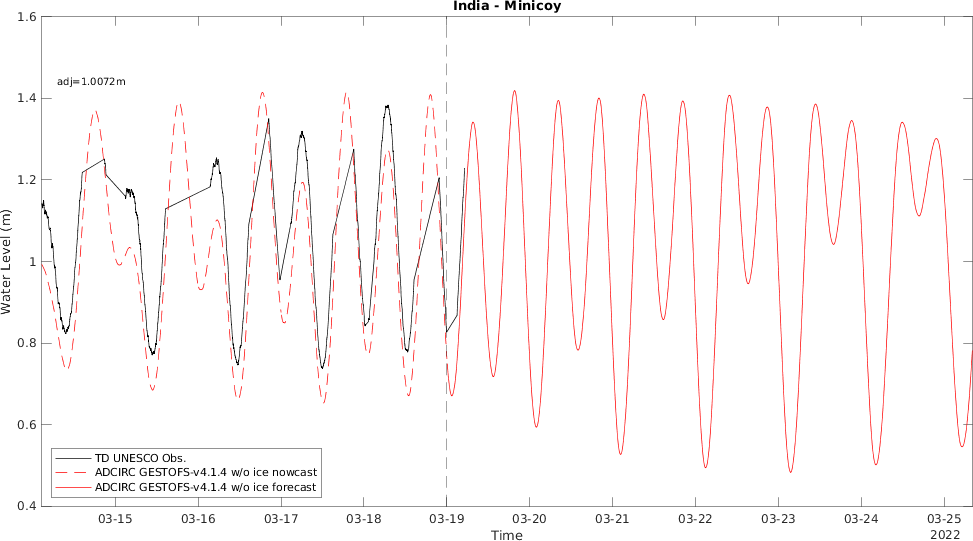 India - Minicoy
1.6
adj=1.0072m
1.4
1.2
1
0.8
0.6
0.4
Water Level (m)
TD UNESCO Obs.
ADCIRC GESTOFS-v4.1.4 w/o ice nowcast
ADCIRC GESTOFS-v4.1.4 w/o ice forecast
03-15 03-16 03-17 03-18 03-19 03-20 03-21 03-22 03-23 03-24 03-25
Time
2022